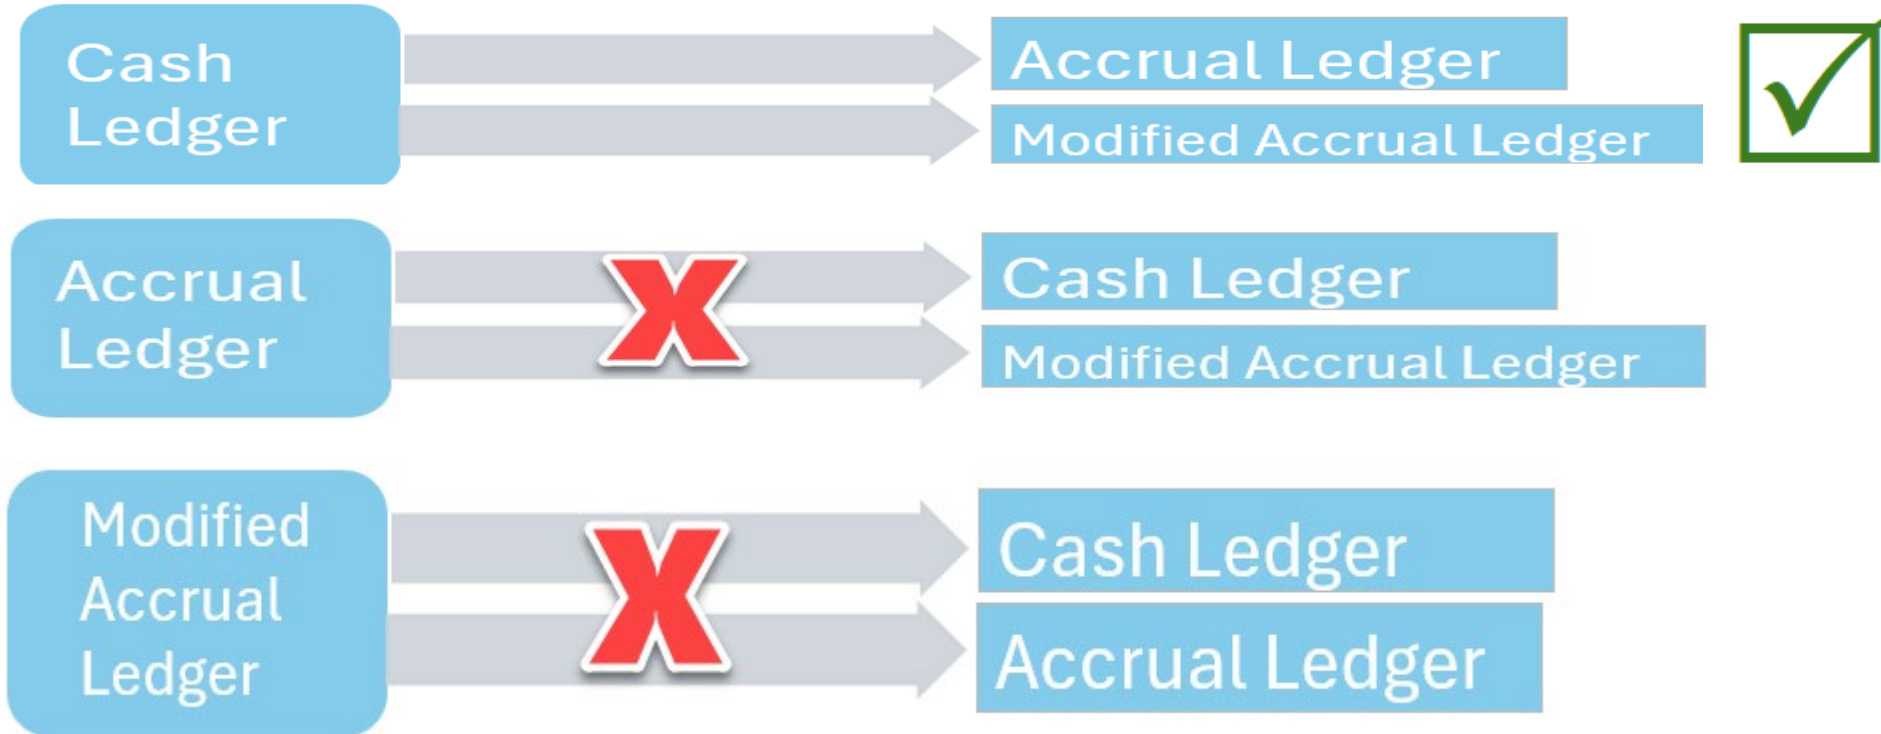 Cash
Ledger
Accrual Ledger
Modified Accrual Ledger
Accrual
Ledger
Cash Ledger
Modified Accrual Ledger
Modified
Accrual
Ledger
Cash Ledger
Accrual Ledger